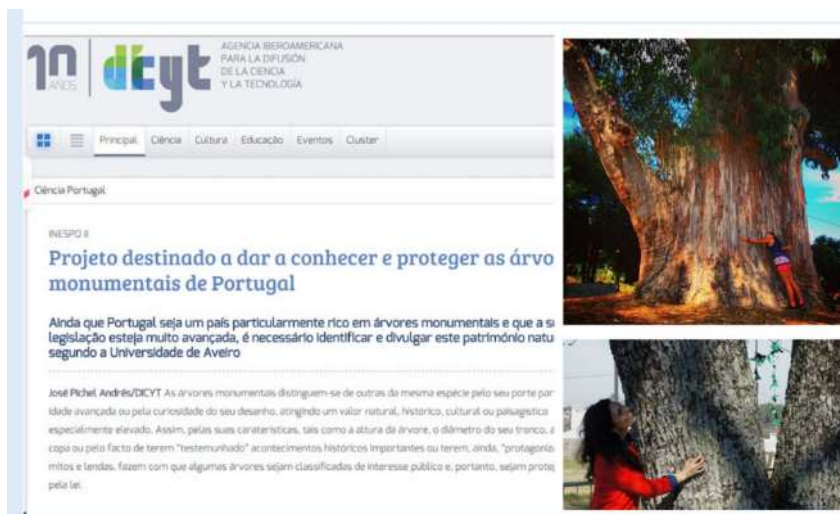 10
AÑOS
dicyt
AGENCIA IBEROAMERICANA
PARA LA DIFUSIÓN
DE LA CIENCIA
Y LA TECNOLOGÍA
Principal Ciência Cultura Educação Eventos Cluster
Ciência Portugal
INESPO II
Projeto destinado a dar a conhecer e proteger as árvo
monumentais de Portugal
Ainda que Portugal seja um país particularmente rico em árvores monumentais e que a su
legislação esteja muito avançada, é necessário identificar e divulgar este património natu
segundo a Universidade de Aveiro
José Pichel Andrés/DICYT As árvores monumentais distinguem-se de outras da mesma espécie pelo seu porte par
idade avançada ou pela curiosidade do seu desenho, atingindo um valor natural, histórico, cultural ou paisagística
especialmente elevado. Assim, pelas suas caraterísticas, tais como a altura da árvore, o diâmetro do seu tronco, a
copa ou pelo facto de terem "testemunhado" acontecimentos históricos importantes ou terem, ainda, "protagoniz
mitos e lendas, fazem com que algumas árvores sejam classificadas de interesse público e, portanto, sejam proteg
pela lei.